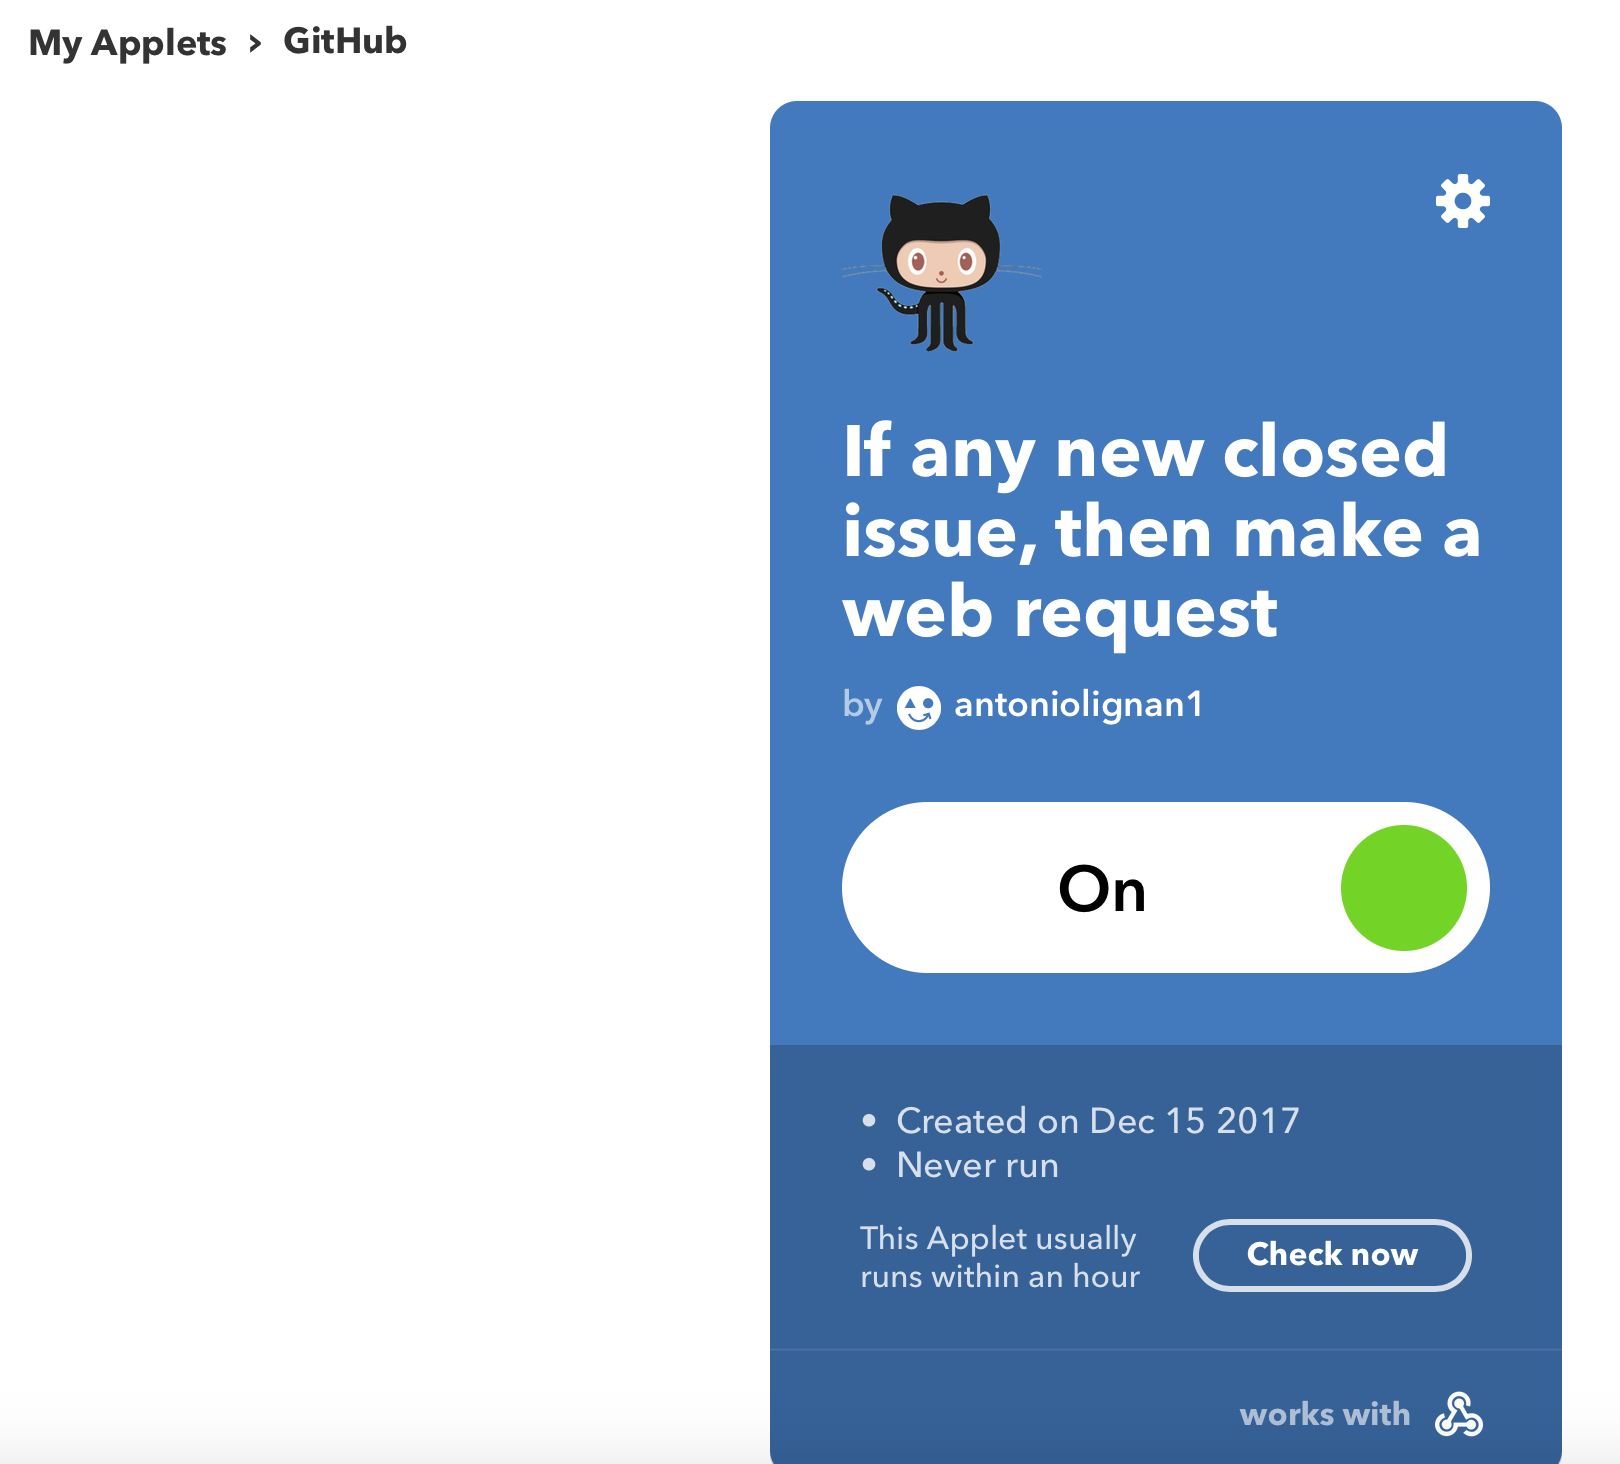 My Applets › GitHub
If any new closed
issue, then make a
web request
by antoniolignan1
On
• Created on Dec 15 2017
• Never run
This Applet usually
runs within an hour
Check now
works with